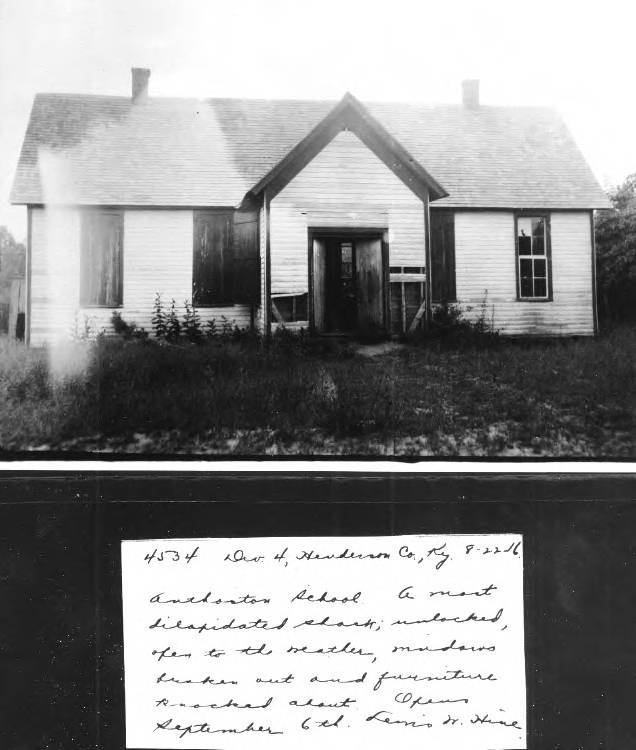 4534 Div. 4, Henderson Co., Ky. 8-22-16.
Anthoston School. A most
dilapidated shack; unlocked,
open to the weather, windows
broken out and furniture
knocked about. Opens
September 6th. Lewis W. Hine